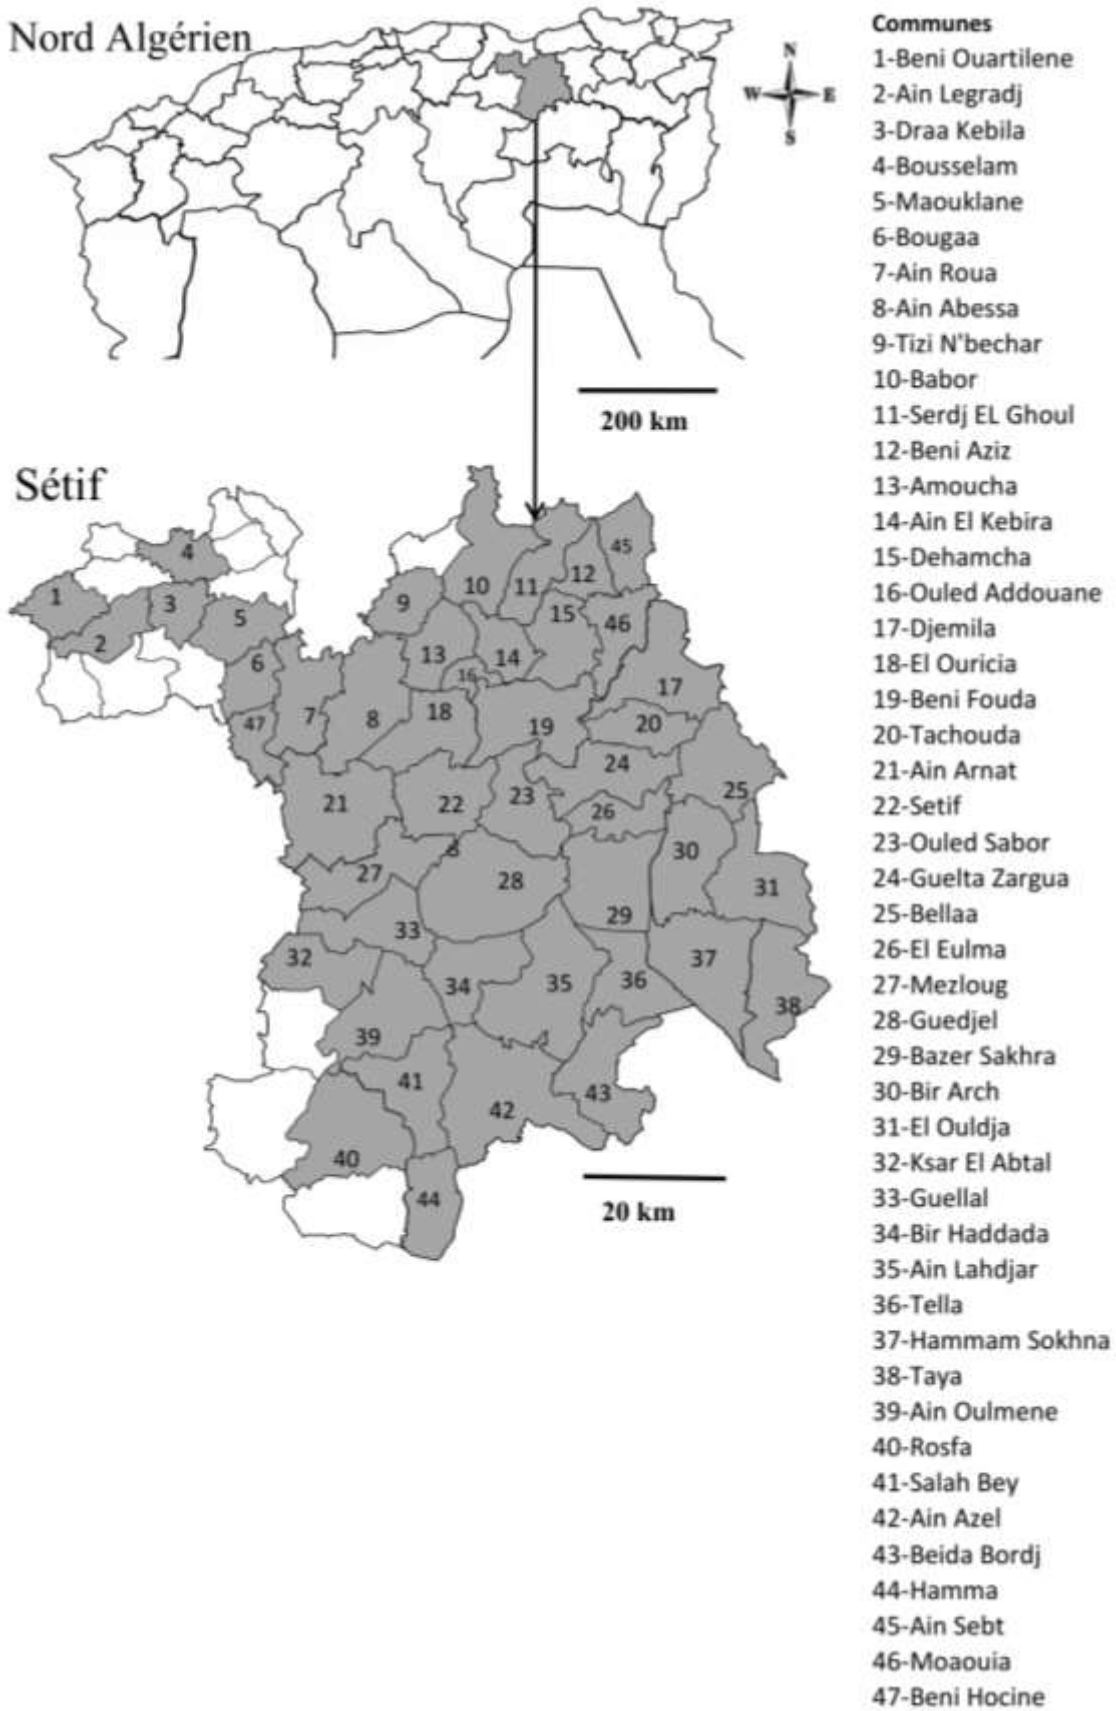 Nord Algérien
N
W E
S
200 km
Sétif
4
45
1
3
5
2
9
10
11
12
15
46
6
13
14
16
17
47
7
8
18
19
20
24
21
22
23
26
25
8
27
28
30
31
29
33
32
34
35
36
37
38
39
41
42
43
40
44
20 km
Communes
1-Beni Ouartilene
2-Ain Legradj
3-Draa Kebila
4-Bousselam
5-Maouklane
6-Bougaa
7-Ain Roua
8-Ain Abessa
9-Tizi N'bechar
10-Babor
11-Serdj EL Ghoul
12-Beni Aziz
13-Amoucha
14-Ain El Kebira
15-Dehamcha
16-Ouled Addouane
17-Djemila
18-El Ouricia
19-Beni Fouda
20-Tachouda
21-Ain Arnat
22-Setif
23-Ouled Sabor
24-Guelta Zargua
25-Bellaa
26-El Eulma
27-Mezloug
28-Guedjel
29-Bazer Sakhra
30-Bir Arch
31-El Ouldja
32-Ksar El Abtal
33-Guellal
34-Bir Haddada
35-Ain Lahdjar
36-Tella
37-Hammam Sokhna
38-Taya
39-Ain Oulmene
40-Rosfa
41-Salah Bey
42-Ain Azel
43-Beida Bordj
44-Hamma
45-Ain Sebt
46-Moaouia
47-Beni Hocine